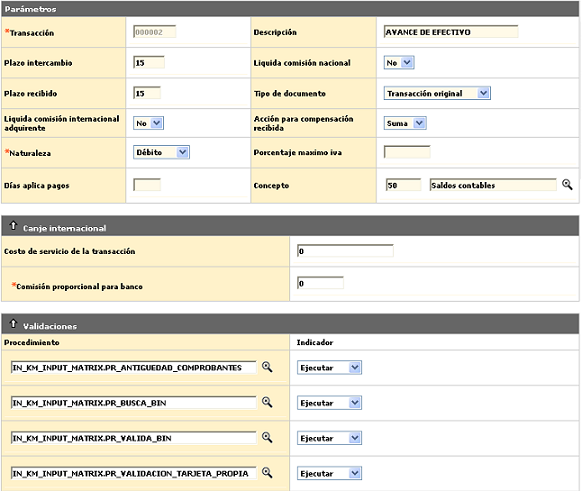 Parámetros
*Transacción 000002 Descripción AVANCE DE EFECTIVO
Plazo intercambio 15 Liquida comisión nacional No
Plazo recibido 15 Tipo de documento Transacción original
Liquida comisión internacional adquirente No Acción para compensación recibida Suma
*Naturaleza Débito Porcentaje maximo iva
Días aplica pagos Concepto 50 Saldos contables
Canje internacional
Costo de servicio de la transacción 0
*Comisión proporcional para banco 0
Validaciones
Procedimiento Indicador
IN_KM_INPUT_MATRIX.PR_ANTIGUEDAD_COMPROBANTES Ejecutar
IN_KM_INPUT_MATRIX.PR_BUSCA_BIN Ejecutar
IN_KM_INPUT_MATRIX.PR_VALIDA_BIN Ejecutar
IN_KM_INPUT_MATRIX.PR_VALIDACION_TARJETA_PROPIA Ejecutar